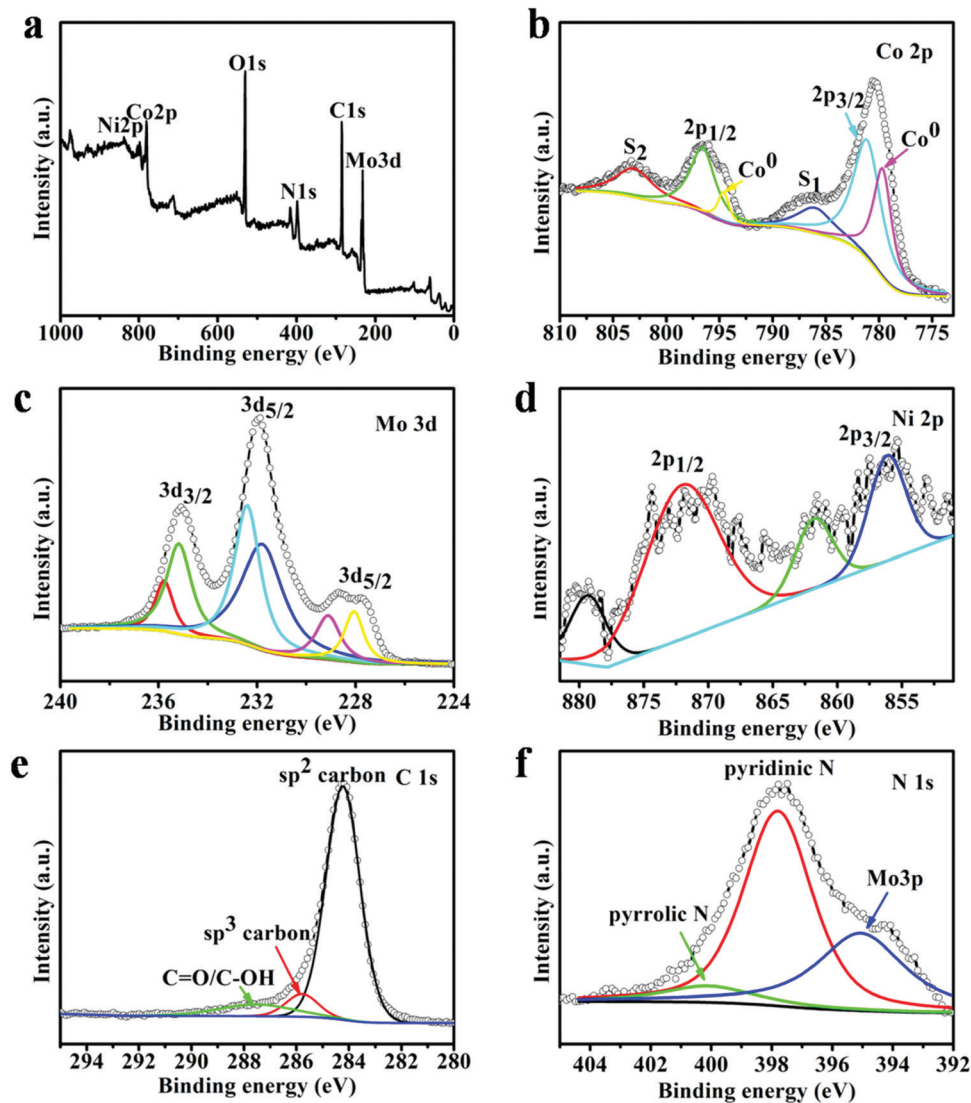 a
O1s
C1s
Mo3d
Co2p
Ni2p
N1s
Intensity (a.u.)
1000 800 600 400 200 0
Binding energy (eV)
b
Co 2p
2p3/2
Co0
2p1/2
S2
Co0
S1
Intensity (a.u.)
810 805 800 795 790 785 780 775
Binding energy (eV)
c
Mo 3d
3d5/2
3d3/2
3d5/2
Intensity (a.u.)
240 236 232 228 224
Binding energy (eV)
d
Ni 2p
2p3/2
2p1/2
Intensity (a.u.)
880 875 870 865 860 855
Binding energy (eV)
e
C 1s
sp2 carbon
sp3 carbon
C=O/C-OH
Intensity (a.u.)
294 292 290 288 286 284 282 280
Binding energy (eV)
f
N 1s
pyridinic N
Mo3p
pyrrolic N
Intensity (a.u.)
404 402 400 398 396 394 392
Binding energy (eV)